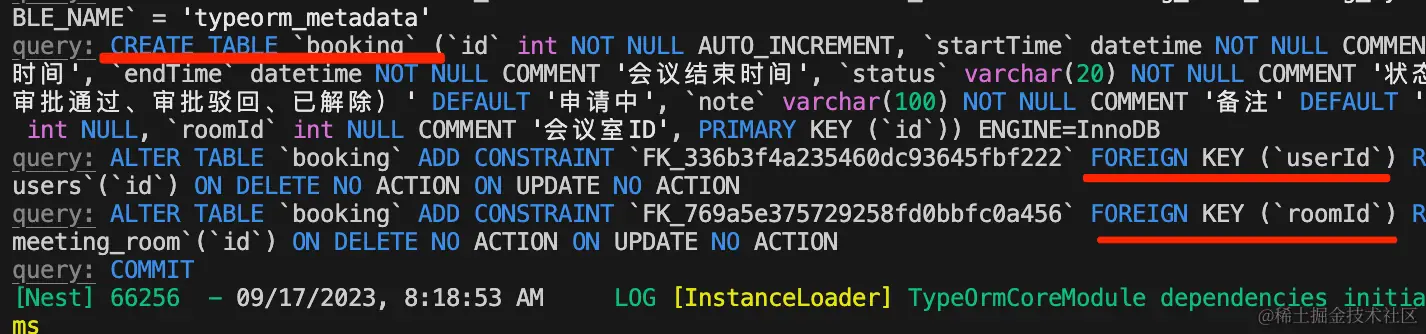 query:
BLE_NAME` = 'typeorm_metadata'
query: CREATE TABLE `booking` (`id` int NOT NULL AUTO_INCREMENT, `startTime` datetime NOT NULL COMMEN
时间', `endTime` datetime NOT NULL COMMENT '会议结束时间', `status` varchar(20) NOT NULL COMMENT '状态
审批通过、审批驳回、已解除) ' DEFAULT '申请中', `note` varchar(100) NOT NULL COMMENT '备注' DEFAULT '
int NULL, `roomId` int NULL COMMENT '会议室ID', PRIMARY KEY (`id`)) ENGINE=InnoDB
query: ALTER TABLE `booking` ADD CONSTRAINT `FK_336b3f4a235460dc93645fbf222` FOREIGN KEY (`userId`) R
users`(`id`) ON DELETE NO ACTION ON UPDATE NO ACTION
query: ALTER TABLE `booking` ADD CONSTRAINT `FK_769a5e375729258fd0bbfc0a456` FOREIGN KEY (`roomId`) R
meeting_room`(`id`) ON DELETE NO ACTION ON UPDATE NO ACTION
query: COMMIT
[Nest] 66256  - 09/17/2023, 8:18:53 AM     LOG [InstanceLoader] TypeOrmCoreModule dependencies initia
ms
@稀土掘金技术社区